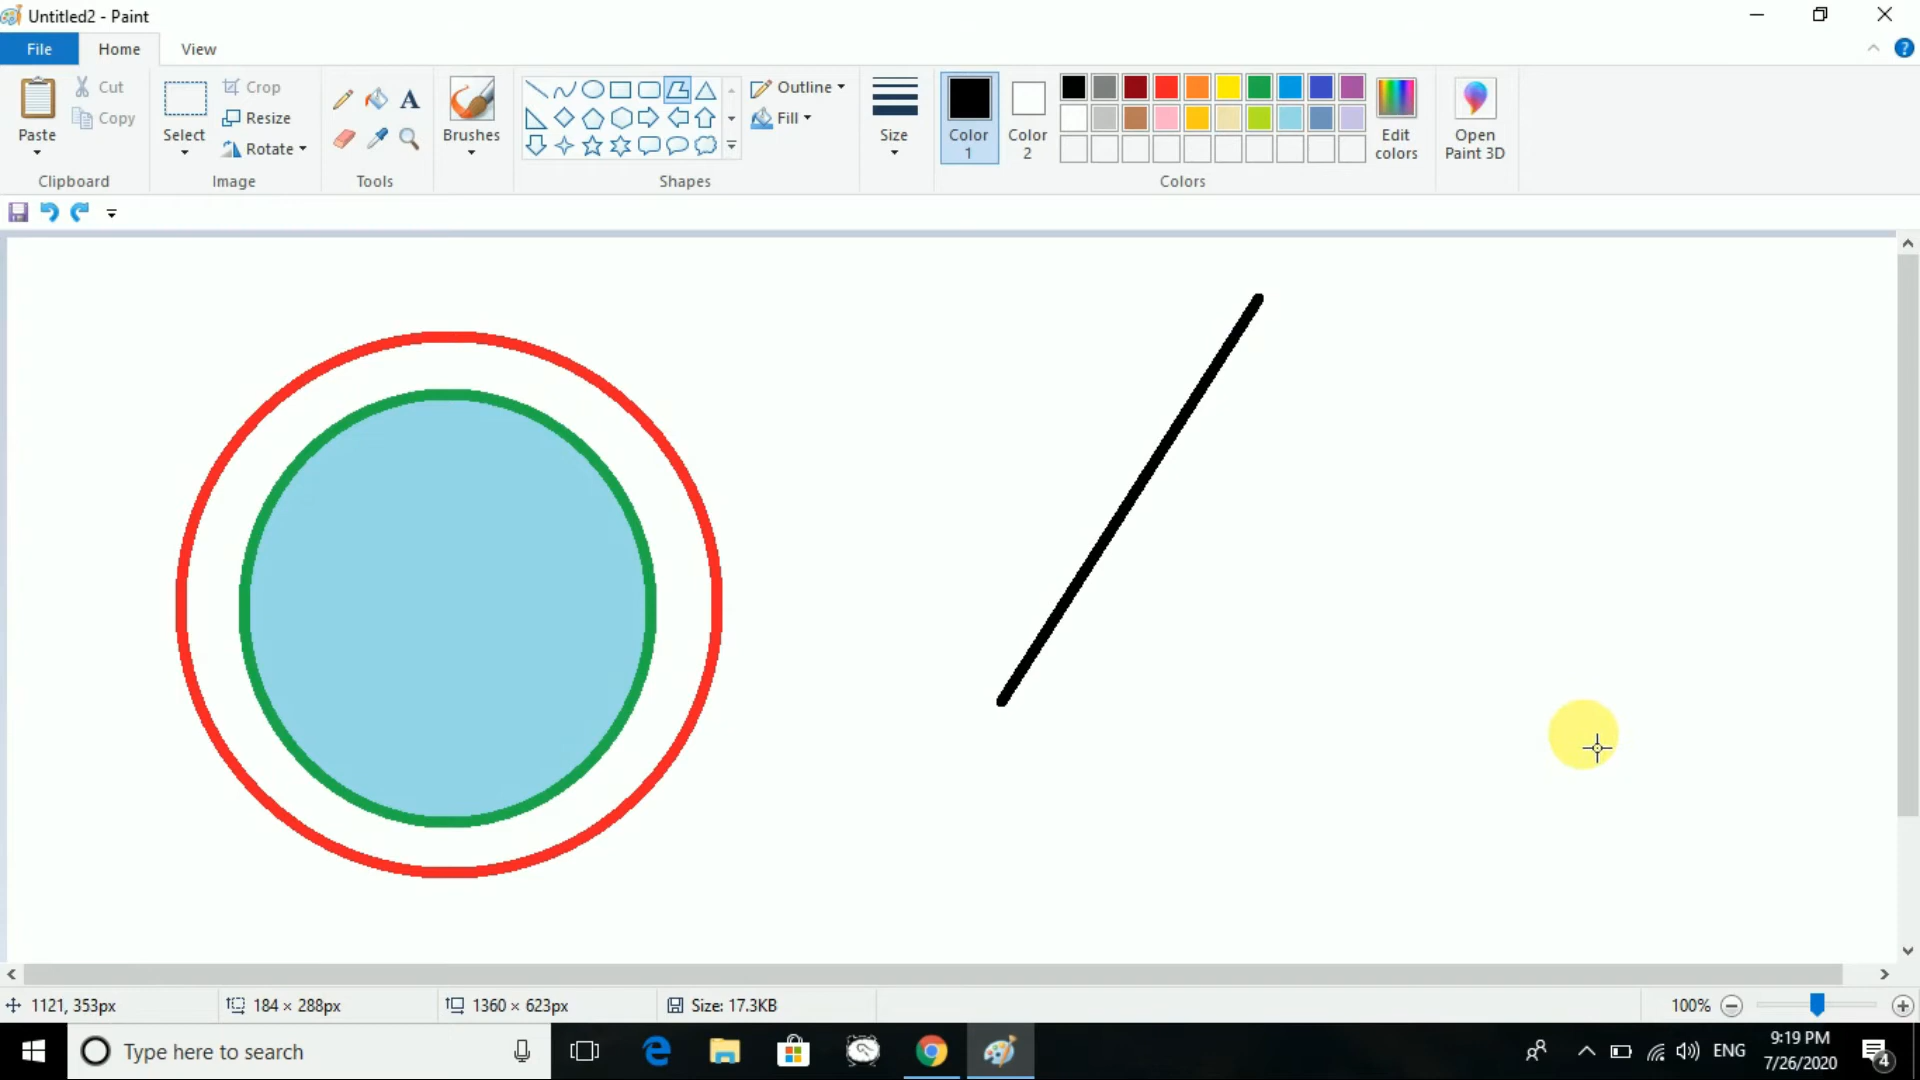 Untitled2 - Paint
File
Home
View
Paste
Cut
Copy
Clipboard
Select
Crop
Resize
Rotate
Image
A
Tools
Brushes
Shapes
Outline
Fill
Size
Color
1
Color
2
Edit
colors
Colors
Open
Paint 3D
?
1121, 353px
184 × 288px
1360 × 623px
Size: 17.3KB
100%
Type here to search
ENG
9:19 PM
7/26/2020
4